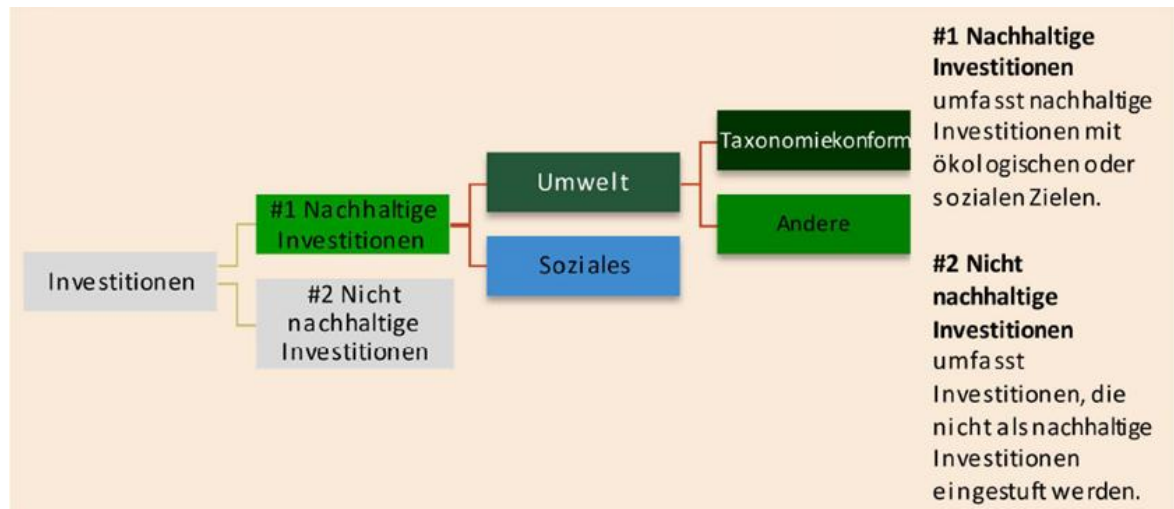 Investitionen
#1 Nachhaltige
Investitionen
#2 Nicht
nachhaltige
Investitionen
Umwelt
Soziales
Taxonomiekonform
Andere
#1 Nachhaltige
Investitionen
umfasst nachhaltige
Investitionen mit
ökologischen oder
sozialen Zielen.
#2 Nicht
nachhaltige
Investitionen
umfasst
Investitionen, die
nicht als nachhaltige
Investitionen
eingestuft werden.